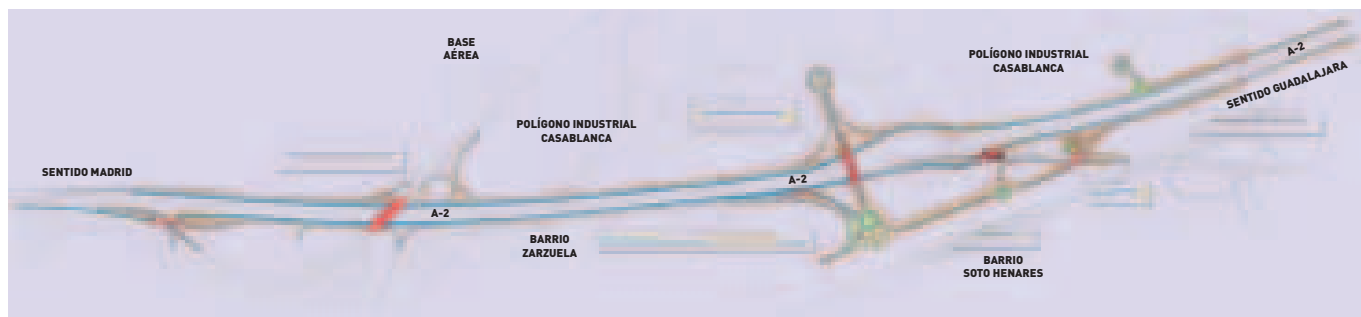 BASE
AÉREA
POLÍGONO INDUSTRIAL
CASABLANCA
A-2
SENTIDO GUADALAJARA
POLÍGONO INDUSTRIAL
CASABLANCA
SENTIDO MADRID
A-2
A-2
BARRIO
ZARZUELA
BARRIO
SOTO HENARES